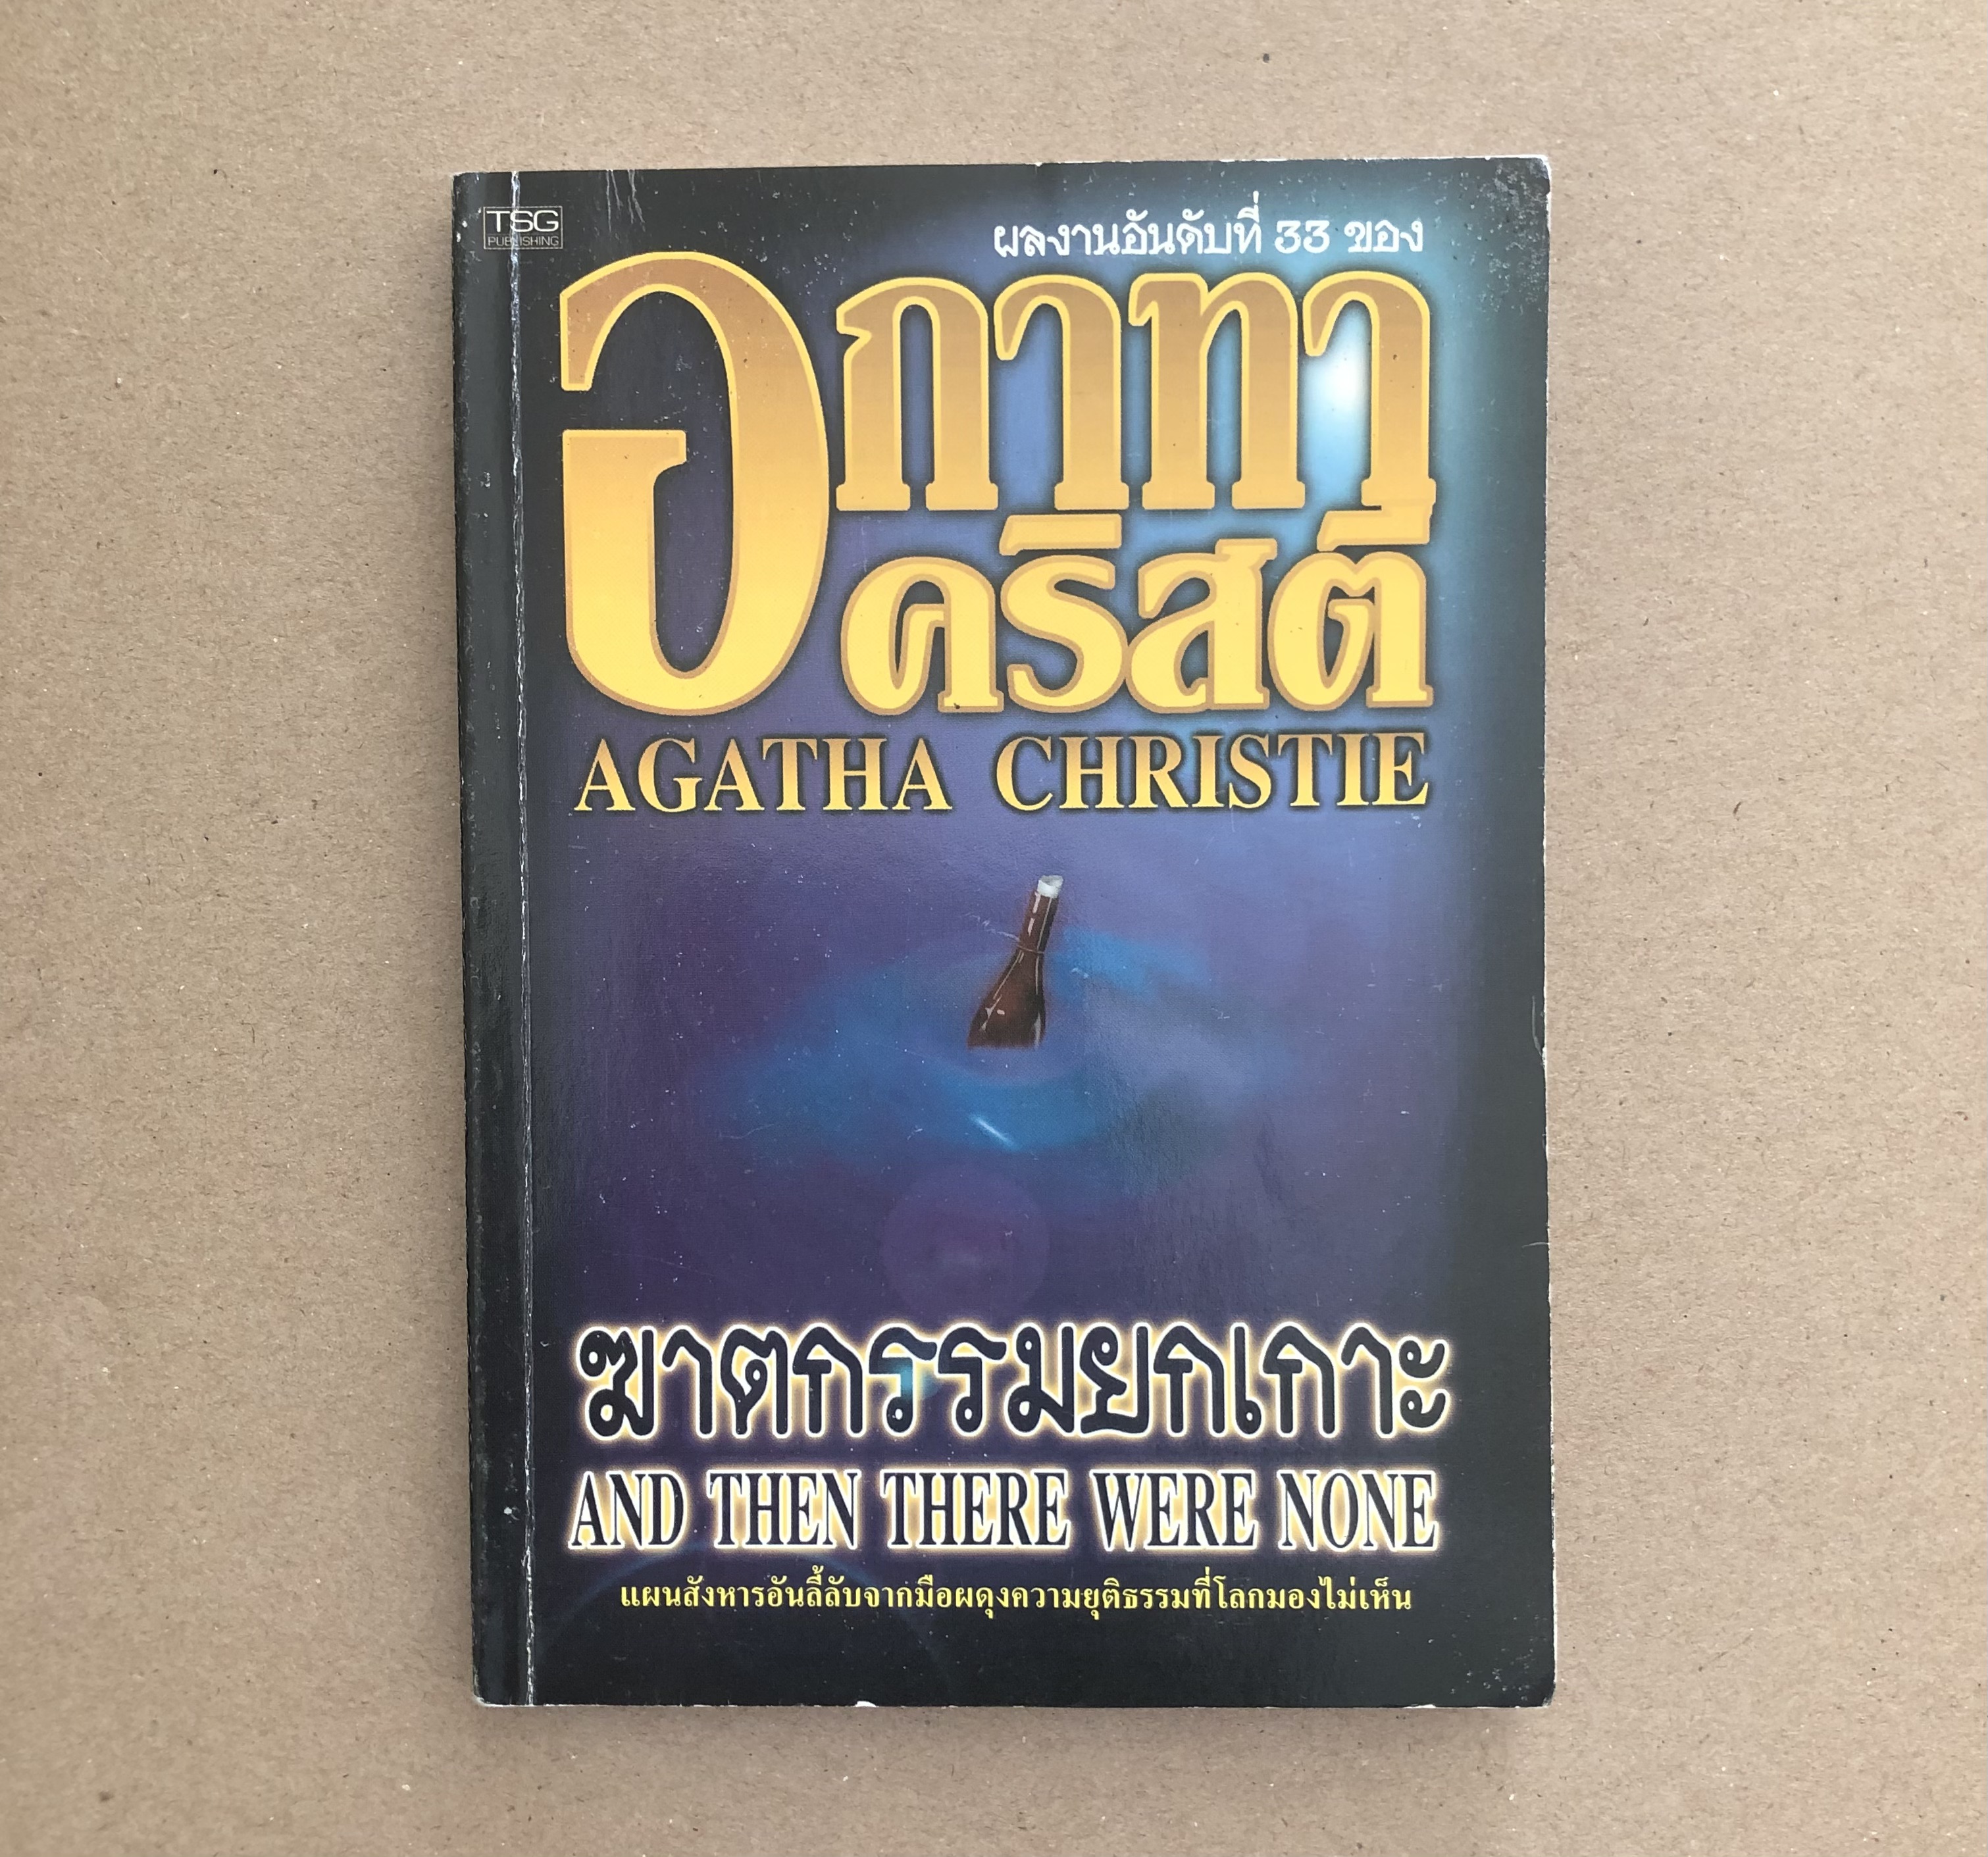 TSG
PUBLISHING
ผลงานอันดับที่ 33 ของ
อกาทา
คริสตี
AGATHA CHRISTIE
ฆาตกรรมยกเกาะ
AND THEN THERE WERE NONE
แผนสังหารอันลี้ลับจากมือผดุงความยุติธรรมที่โลกมองไม่เห็น